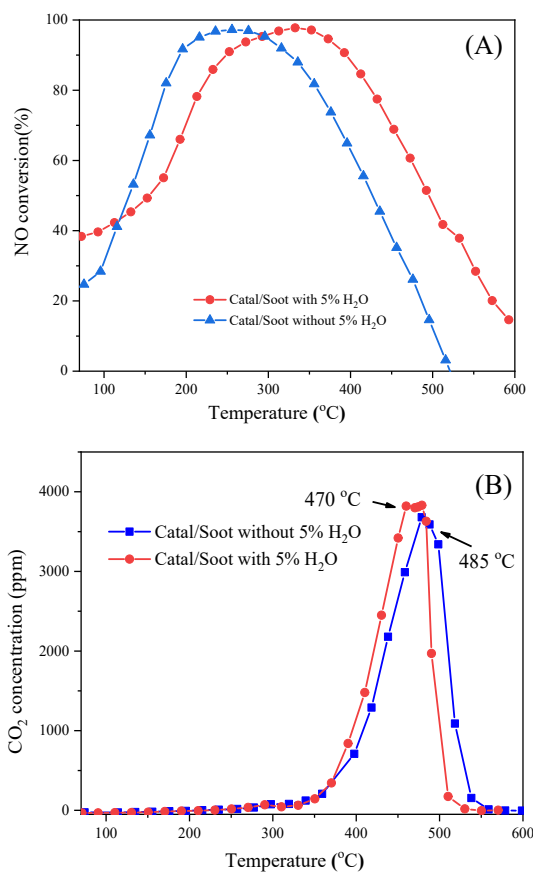 (A)
NO conversion(%)
100
80
60
40
20
0
Catal/Soot with 5% H₂O
Catal/Soot without 5% H₂O
100 200 300 400 500 600
Temperature (°C)
(B)
CO₂ concentration (ppm)
4000
3000
2000
1000
0
470 °C
Catal/Soot without 5% H₂O
Catal/Soot with 5% H₂O
485 °C
100 200 300 400 500 600
Temperature (°C)